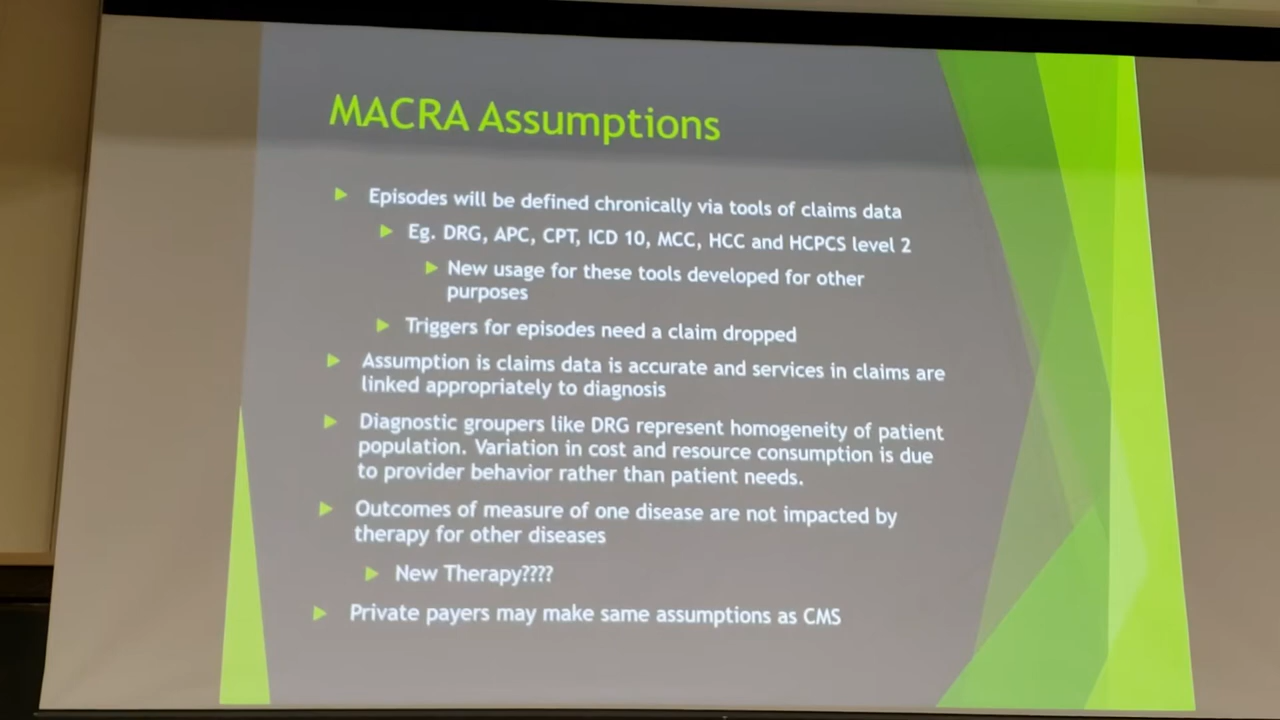 MACRA Assumptions
Episodes will be defined chronically via tools of claims data
Eg. DRG, APC, CPT, ICD 10, MCC, HCC and HCPCS level 2
New usage for these tools developed for other
purposes
Triggers for episodes need a claim dropped
Assumption is claims data is accurate and services in claims are
linked appropriately to diagnosis
Diagnostic groupers like DRG represent homogeneity of patient
population. Variation in cost and resource consumption is due
to provider behavior rather than patient needs.
Outcomes of measure of one disease are not impacted by
therapy for other diseases
New Therapy????
Private payers may make same assumptions as CMS